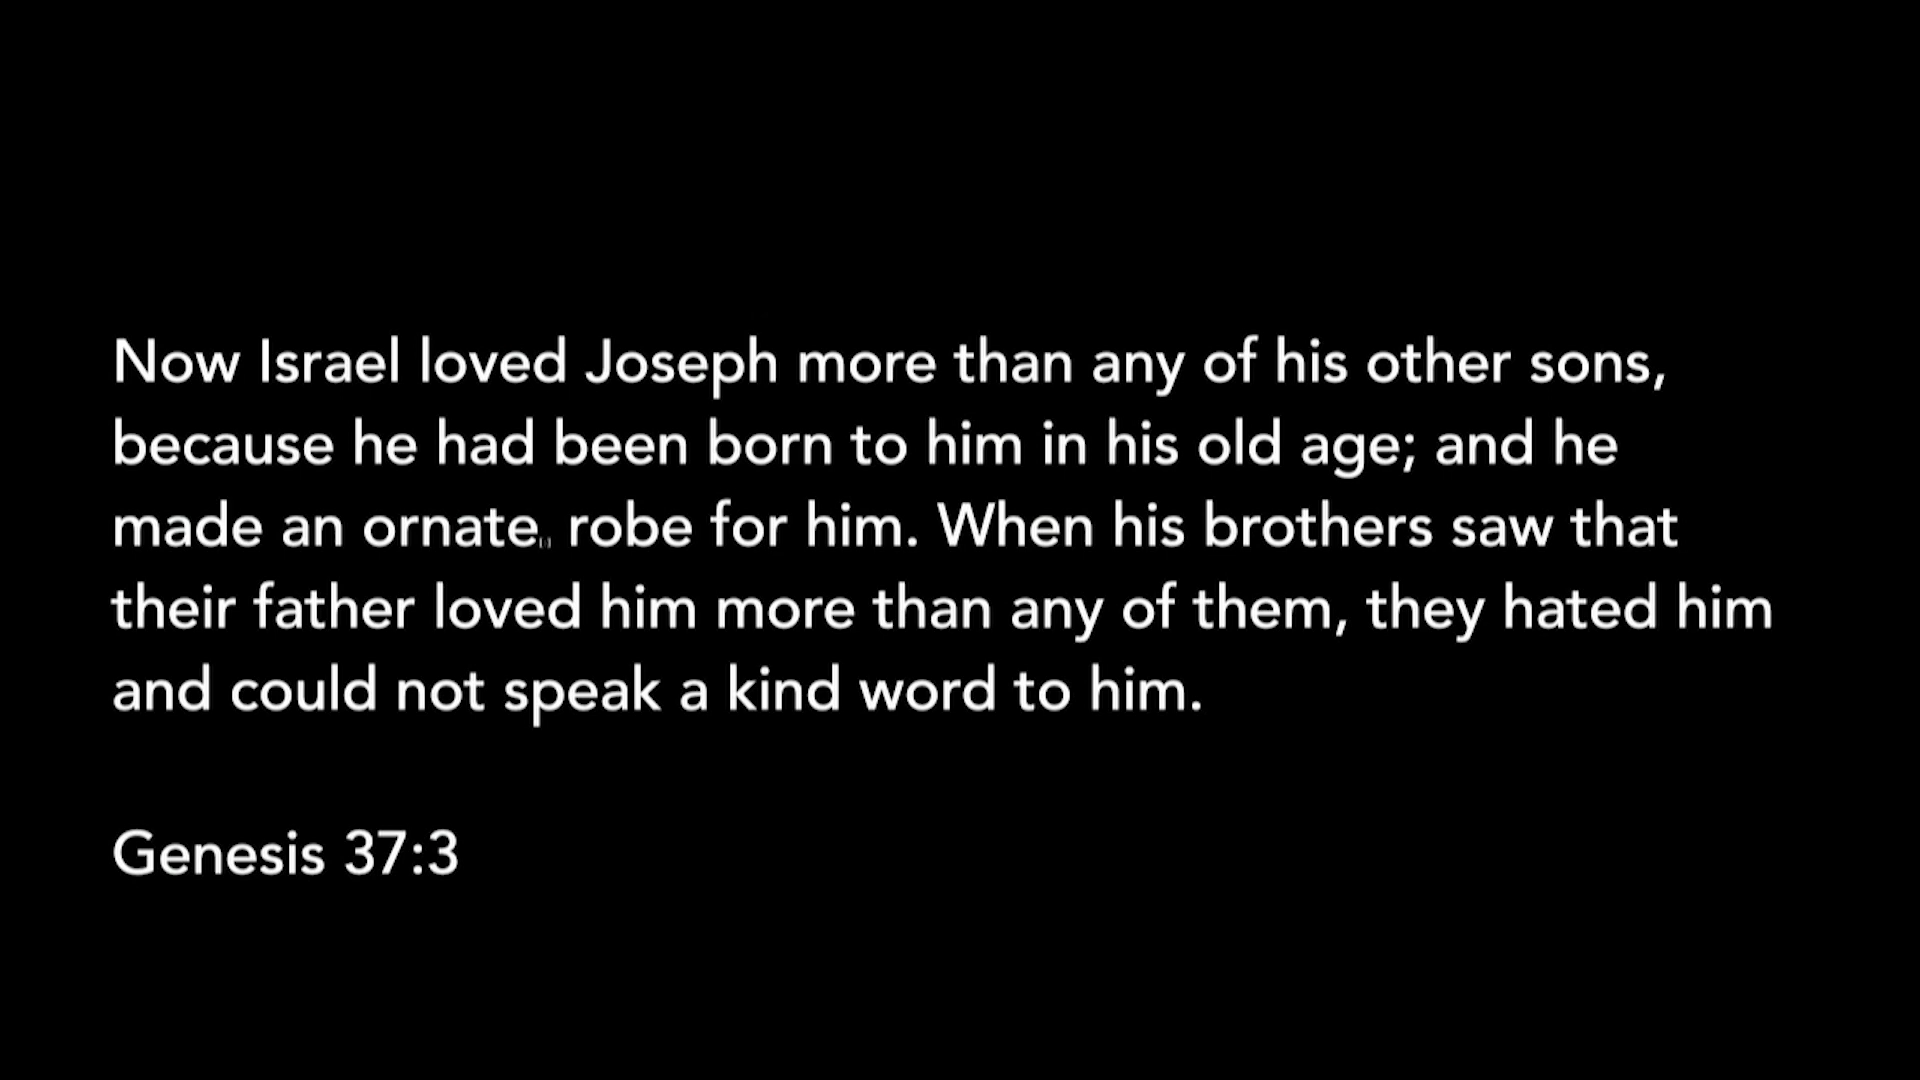 Now Israel loved Joseph more than any of his other sons,
because he had been born to him in his old age; and he
made an ornate robe for him. When his brothers saw that
their father loved him more than any of them, they hated him
and could not speak a kind word to him.
Genesis 37:3